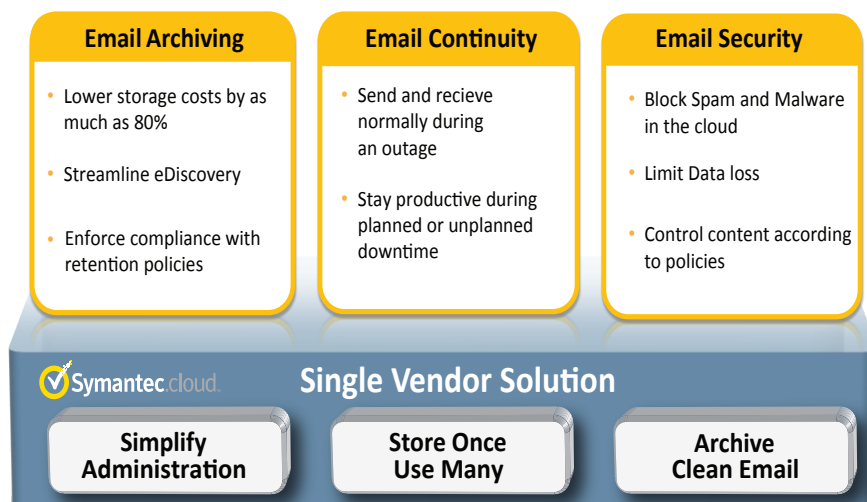 Email Archiving
• Lower storage costs by as
much as 80%
• Streamline eDiscovery
• Enforce compliance with
retention policies
Email Continuity
• Send and recieve
normally during
an outage
• Stay productive during
planned or unplanned
downtime
Email Security
• Block Spam and Malware
in the cloud
• Limit Data loss
• Control content according
to policies
Symantec.cloud.
Single Vendor Solution
Simplify
Administration
Store Once
Use Many
Archive
Clean Email